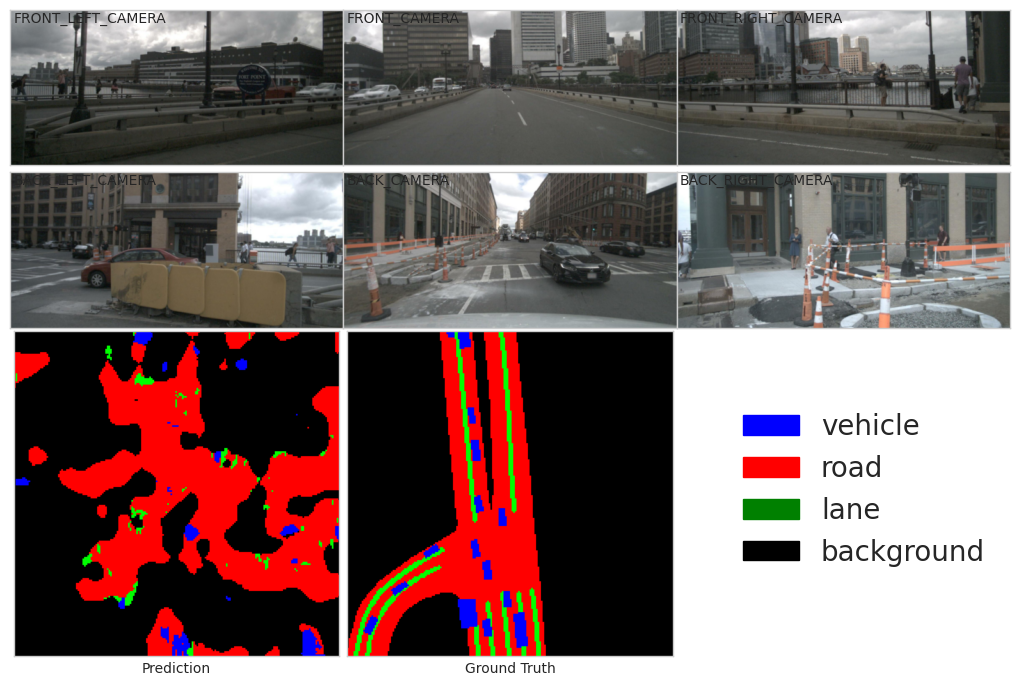 FRONT_LEFT_CAMERA
FRONT_CAMERA
FRONT_RIGHT_CAMERA
BACK_LEFT_CAMERA
BACK_CAMERA
BACK_RIGHT_CAMERA
vehicle
road
lane
background
Prediction
Ground Truth